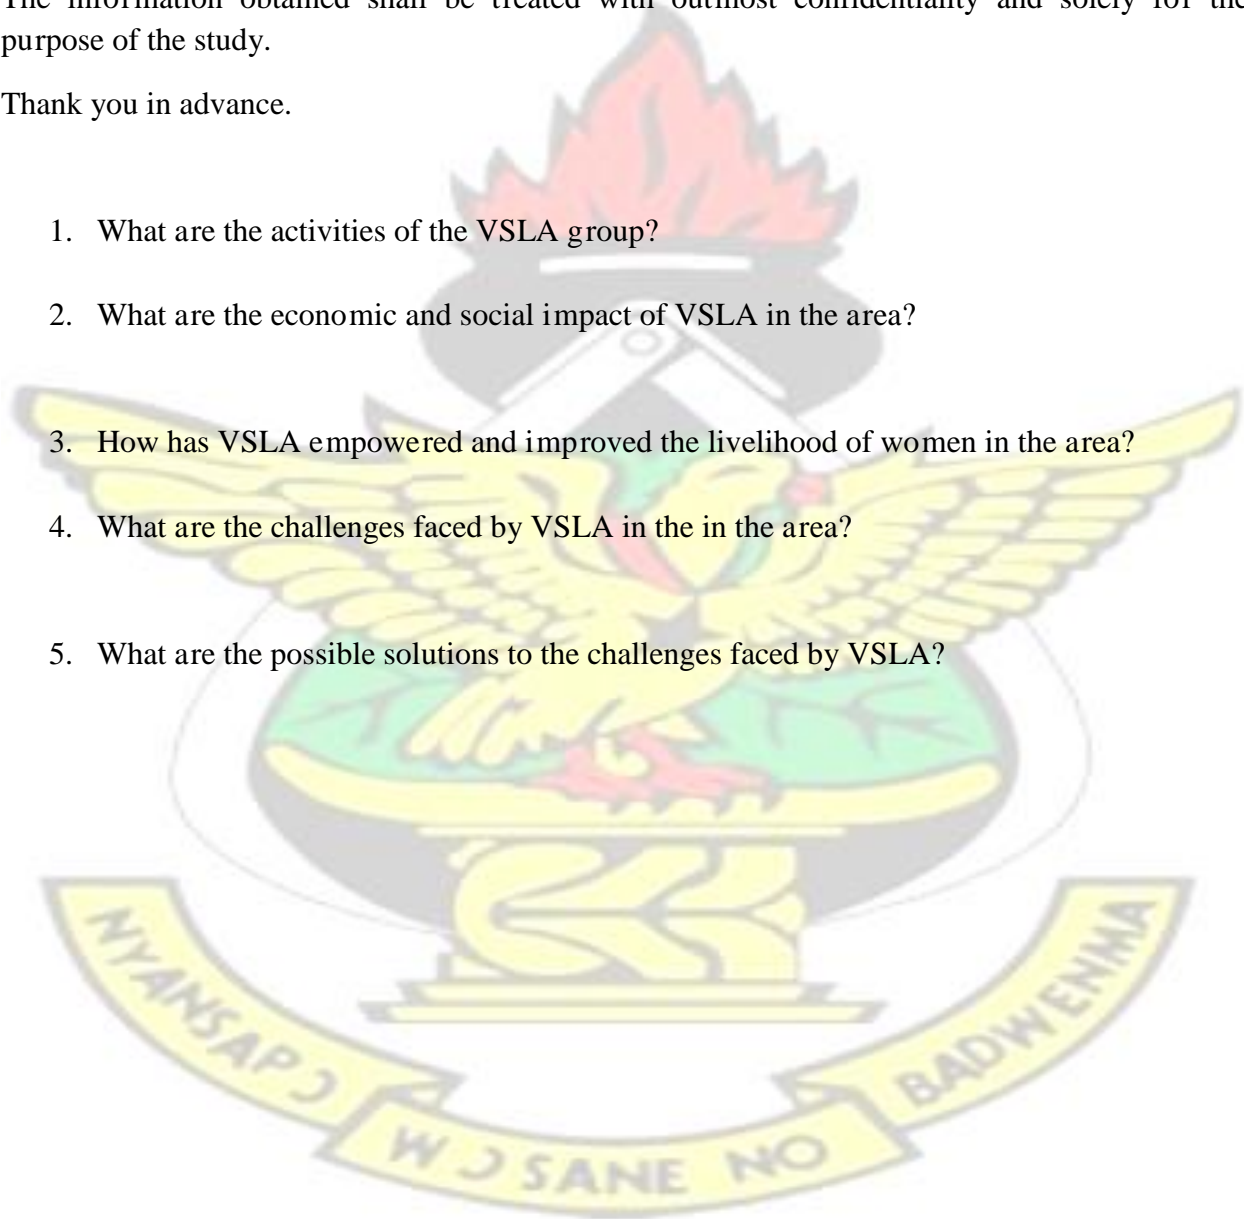 The information obtained shall be treated with outmost confidentiality and solely for the
purpose of the study.
Thank you in advance.
1. What are the activities of the VSLA group?
2. What are the economic and social impact of VSLA in the area?
3. How has VSLA empowered and improved the livelihood of women in the area?
4. What are the challenges faced by VSLA in the in the area?
5. What are the possible solutions to the challenges faced by VSLA?
NYANSAPƆ
WƆSANE NO
BADWENMA